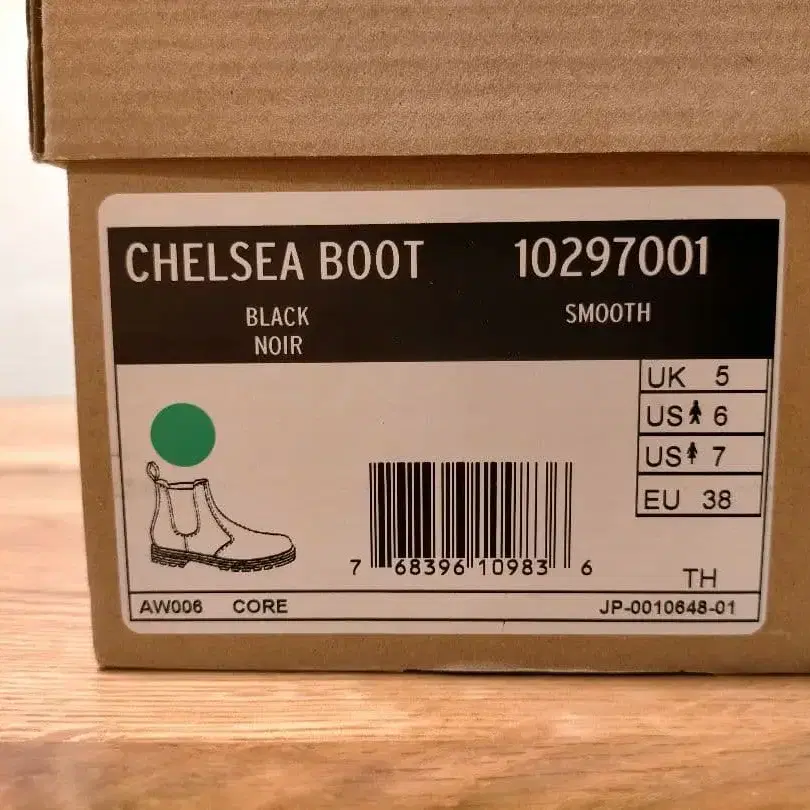 CHELSEA BOOT 10297001
BLACK SMOOTH
NOIR
UK 5
US 6
US 7
EU 38
7 68396 10983 6
TH
AW006 CORE JP-0010648-01